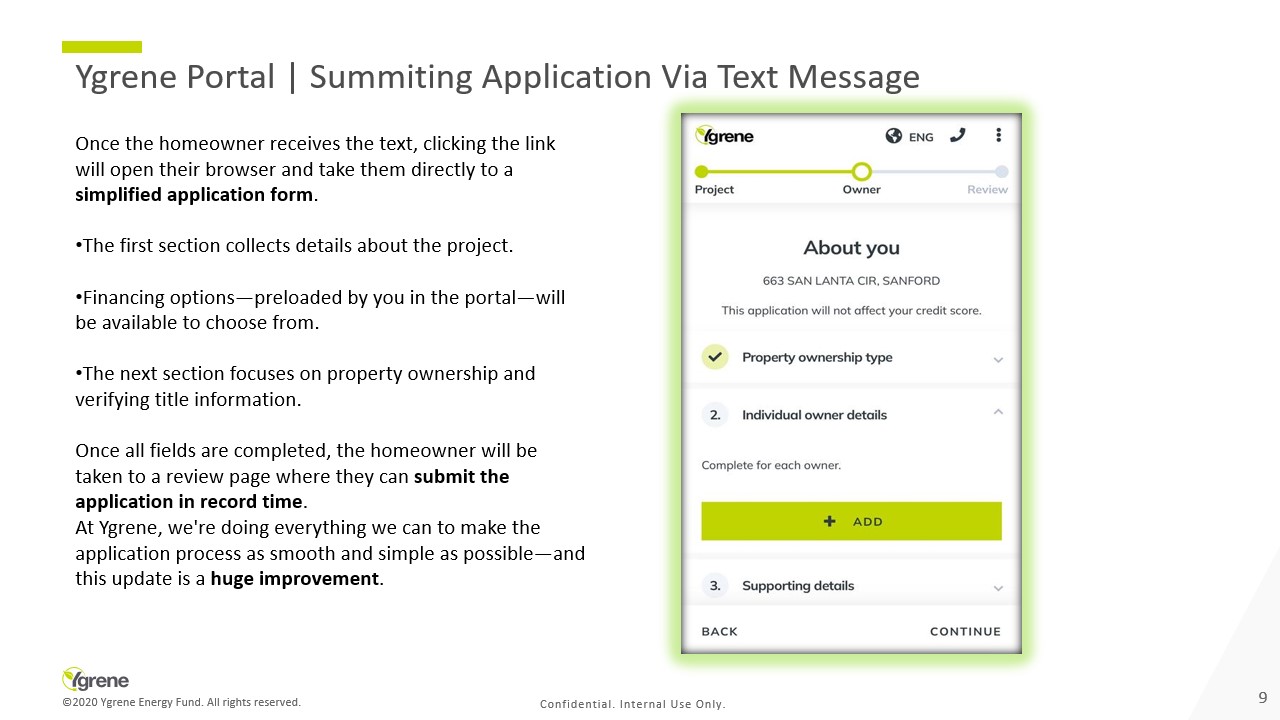 Ygrene Portal | Summiting Application Via Text Message
Once the homeowner receives the text, clicking the link
will open their browser and take them directly to a
simplified application form.
•The first section collects details about the project.
•Financing options—preloaded by you in the portal—will
be available to choose from.
•The next section focuses on property ownership and
verifying title information.
Once all fields are completed, the homeowner will be
taken to a review page where they can submit the
application in record time.
At Ygrene, we're doing everything we can to make the
application process as smooth and simple as possible—and
this update is a huge improvement.
Ygrene
ENG
Project
Owner
Review
About you
663 SAN LANTA CIR, SANFORD
This application will not affect your credit score.
Property ownership type
2. Individual owner details
Complete for each owner.
+ ADD
3. Supporting details
BACK
CONTINUE
Ygrene
©2020 Ygrene Energy Fund. All rights reserved.
Confidential. Internal Use Only.
9